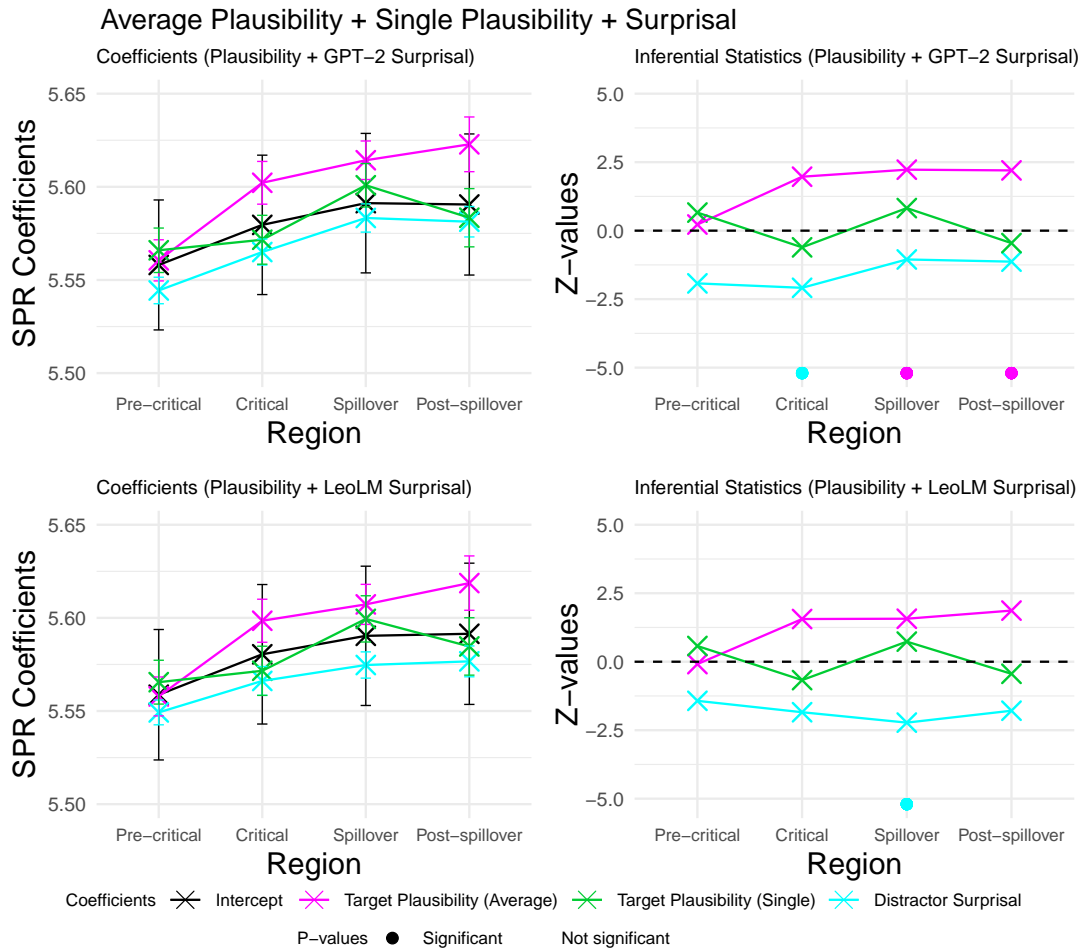 Average Plausibility + Single Plausibility + Surprisal
Coefficients (Plausibility + GPT−2 Surprisal)
SPR Coefficients
5.65
5.60
5.55
5.50
Pre−critical Critical Spillover Post−spillover
Region
Inferential Statistics (Plausibility + GPT−2 Surprisal)
Z−values
5.0
2.5
0.0
−2.5
−5.0
Pre−critical Critical Spillover Post−spillover
Region
Coefficients (Plausibility + LeoLM Surprisal)
SPR Coefficients
5.65
5.60
5.55
5.50
Pre−critical Critical Spillover Post−spillover
Region
Inferential Statistics (Plausibility + LeoLM Surprisal)
Z−values
5.0
2.5
0.0
−2.5
−5.0
Pre−critical Critical Spillover Post−spillover
Region
Coefficients Intercept Target Plausibility (Average) Target Plausibility (Single) Distractor Surprisal
P−values Significant Not significant